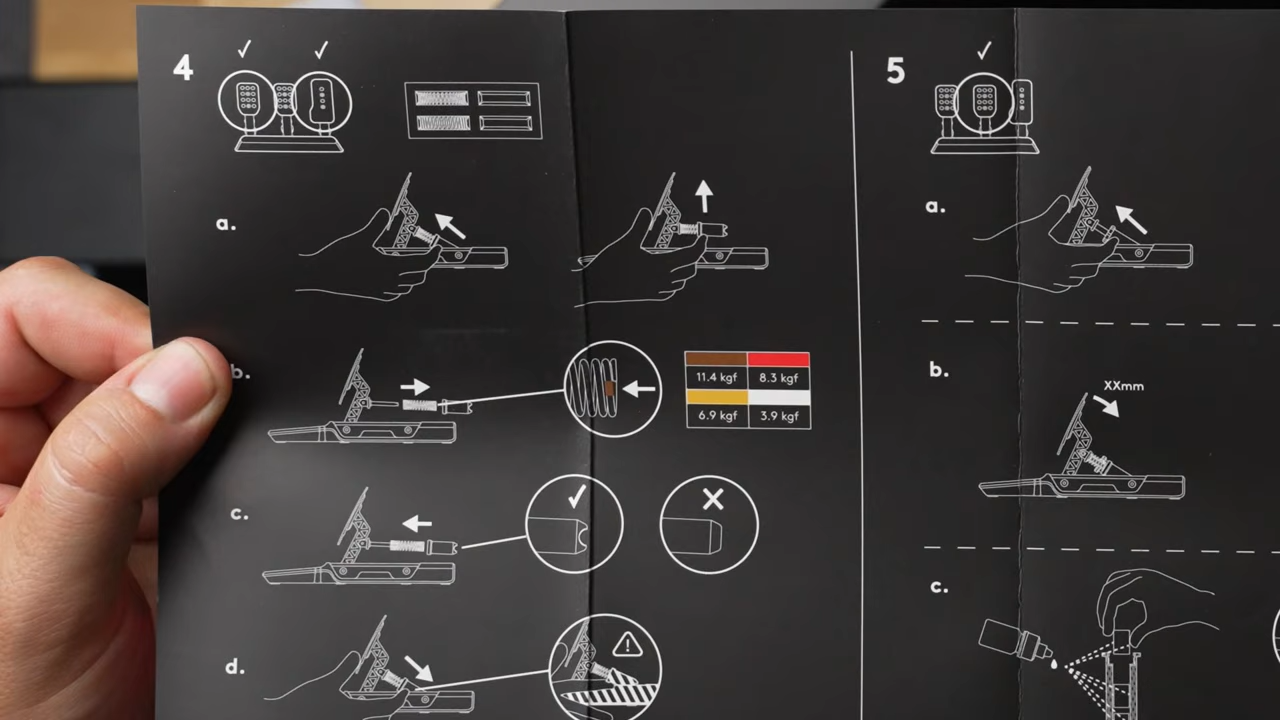 4
a.
b.
11.4 kgf 8.3 kgf
6.9 kgf 3.9 kgf
c.
d.
5
a.
b.
XXmm
c.